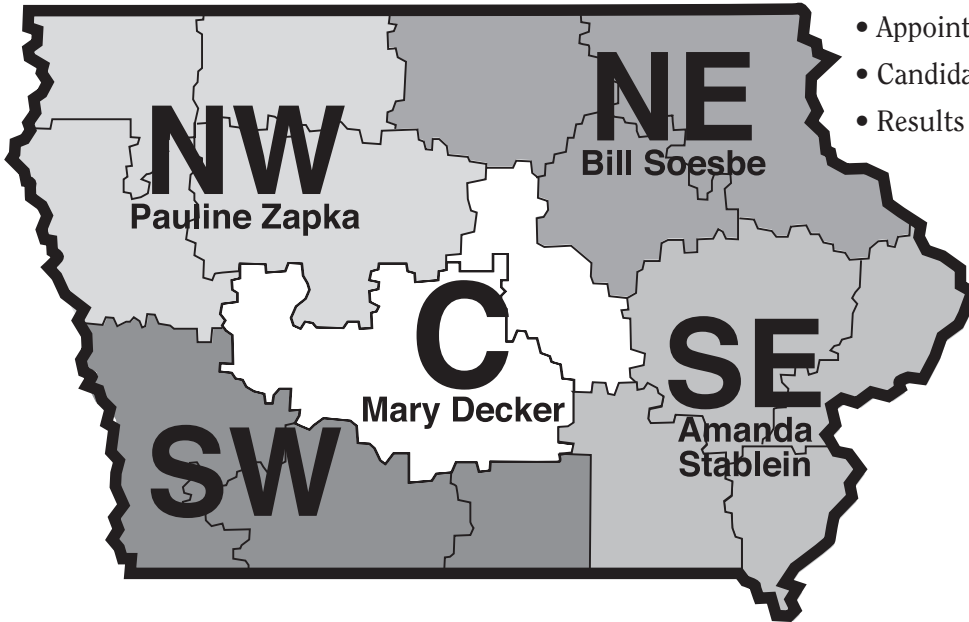 NW
Pauline Zapka
NE
Bill Soesbe
C
Mary Decker
SE
Amanda
Stablein
SW
• Appoint
• Candida
• Results